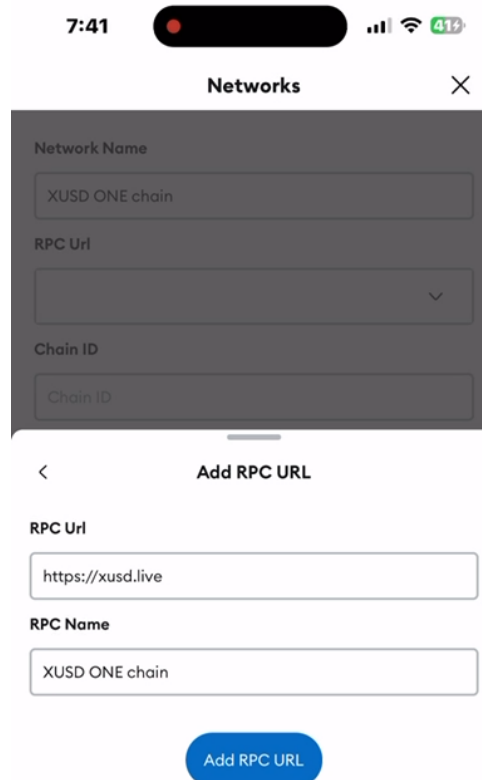 7:41
41
Networks
Network Name
XUSD ONE chain
RPC Url
Chain ID
Chain ID
Add RPC URL
RPC Url
https://xusd.live
RPC Name
XUSD ONE chain
Add RPC URL